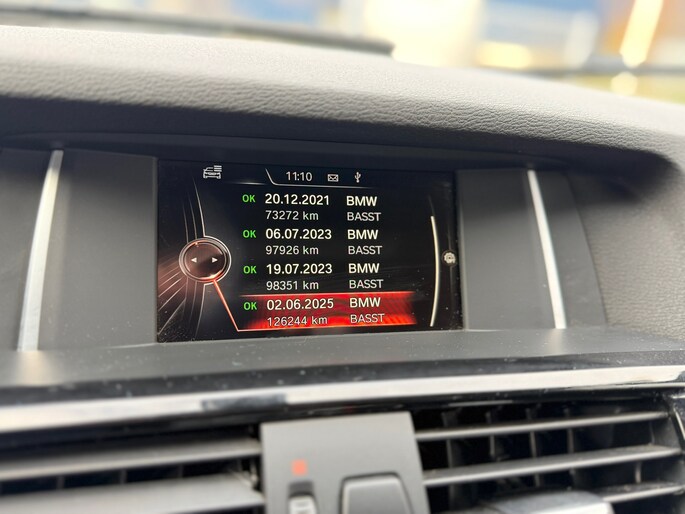 11:10
OK 20.12.2021 BMW
73272 km BASST
OK 06.07.2023 BMW
97926 km BASST
OK 19.07.2023 BMW
98351 km BASST
OK 02.06.2025 BMW
126244 km BASST